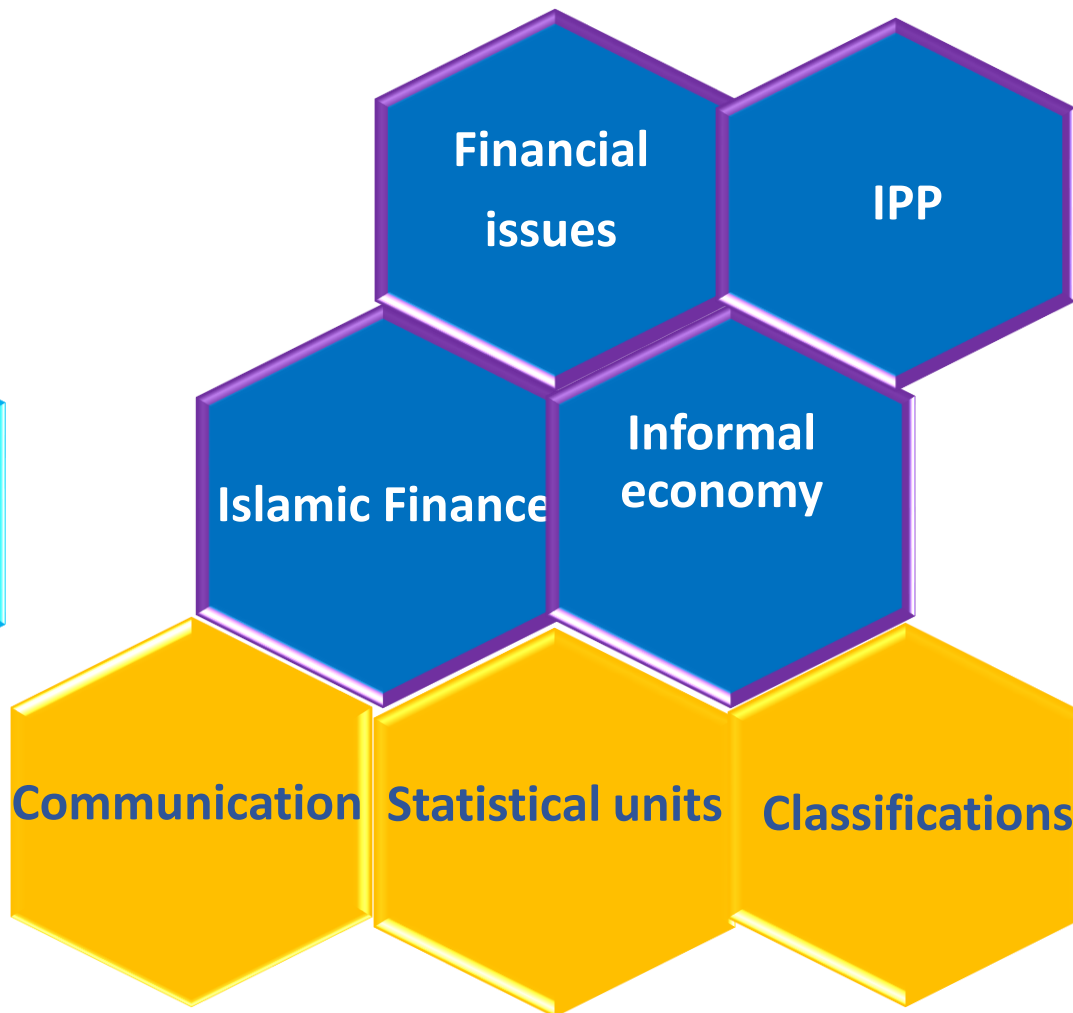 Financial
issues
IPP
Informal
economy
Islamic Finance
Communication
Statistical units
Classifications